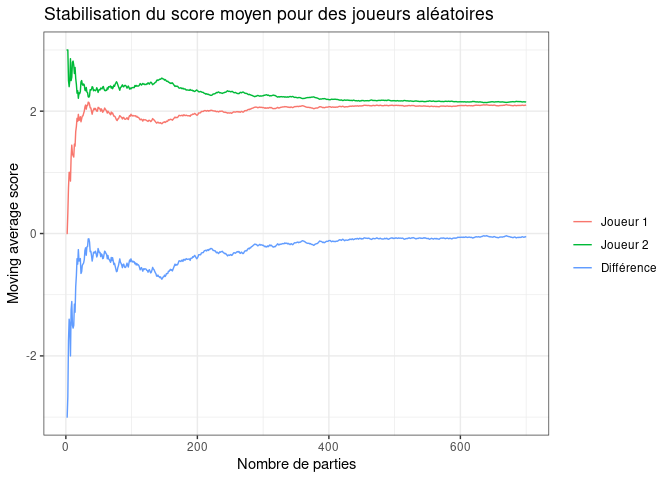 Stabilisation du score moyen pour des joueurs aléatoires
Moving average score
2
0
-2
0
200
400
600
Nombre de parties
Joueur 1
Joueur 2
Différence